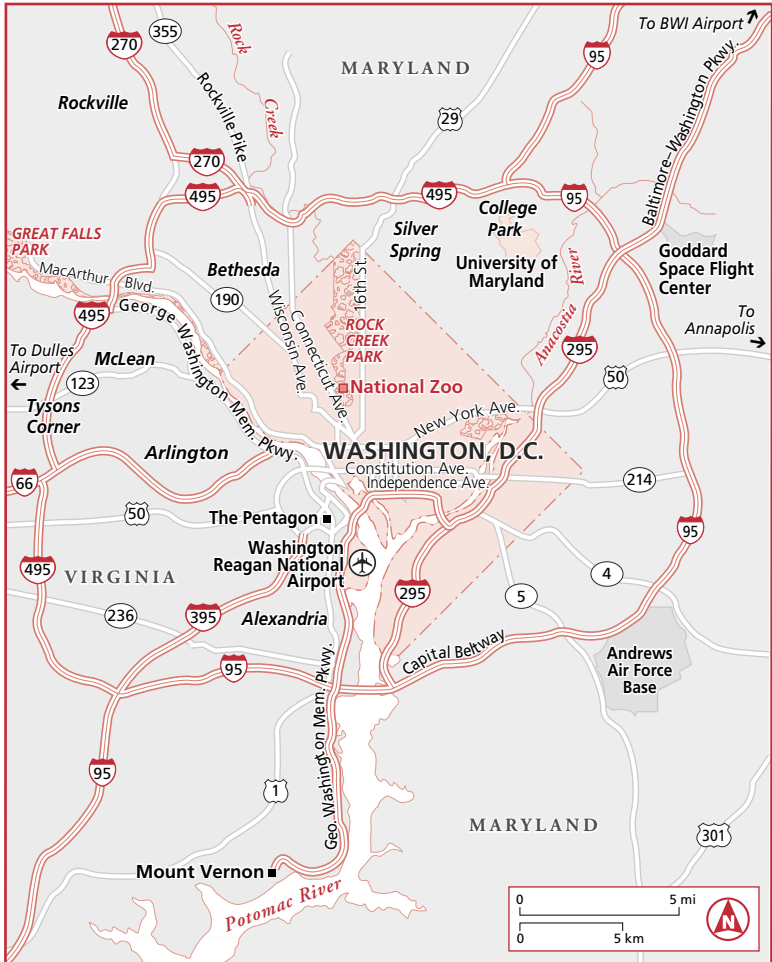 To BWI Airport
270
355
Rock
Creek
MARYLAND
95
Baltimore–Washington Pkwy.
Rockville
Rockville Pike
29
270
495
495
95
College
Park
Silver
Spring
GREAT FALLS
PARK
MacArthur Blvd.
Bethesda
16th St.
University of
Maryland
Anacostia River
Goddard
Space Flight
Center
190
495
George Washington Mem. Pkwy.
Wisconsin Ave.
Connecticut Ave.
ROCK
CREEK
PARK
To
Annapolis
To Dulles
Airport
McLean
123
295
50
National Zoo
Tysons
Corner
New York Ave.
Arlington
WASHINGTON, D.C.
Constitution Ave.
Independence Ave.
66
214
50
The Pentagon
95
Washington
Reagan National
Airport
495
VIRGINIA
295
4
5
236
395
Alexandria
95
Capital Beltway
Andrews
Air Force
Base
Geo. Washington Mem. Pkwy.
95
1
MARYLAND
301
Mount Vernon
Potomac River
0 5 mi
0 5 km
N